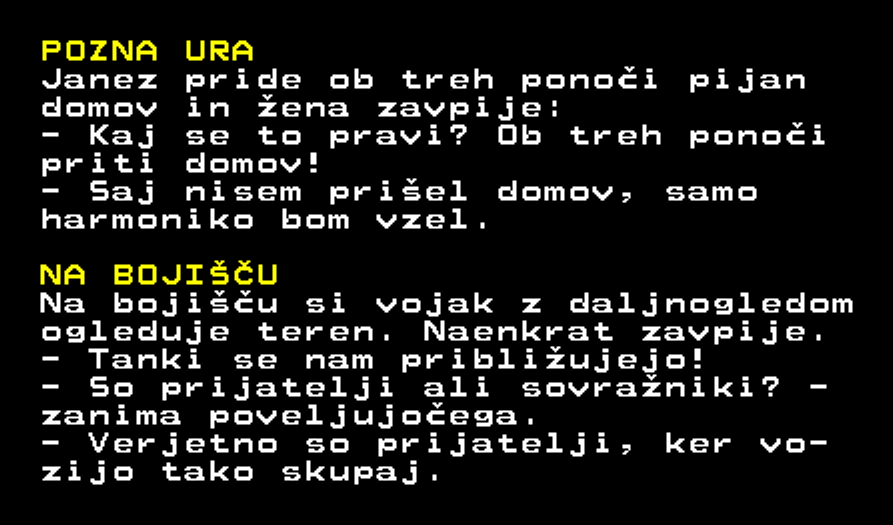 POZNA URA
Janez pride ob treh ponoči pijan
domov in žena zavpije:
- Kaj se to pravi? Ob treh ponoči
priti domov!
- Saj nisem prišel domov, samo
harmoniko bom vzel.
NA BOJIŠČU
Na bojišču si vojak z daljnogledom
ogleduje teren. Naenkrat zavpije.
- Tanki se nam približujejo!
- So prijatelji ali sovražniki? -
zanima poveljujočega.
- Verjetno so prijatelji, ker vo-
zijo tako skupaj.